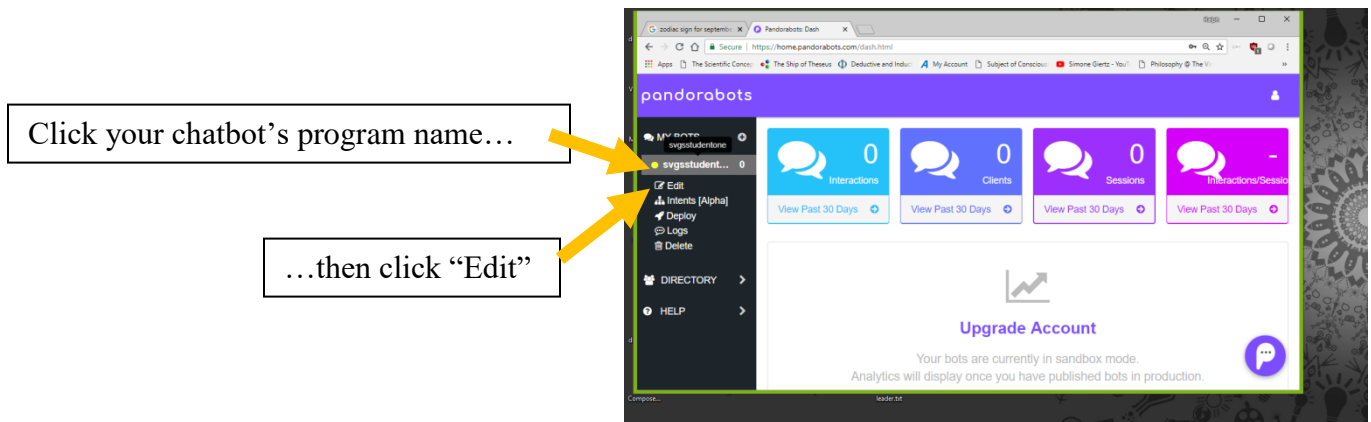 Click your chatbot’s program name…
…then click “Edit”
zodiac sign for septembe
Pandorabots: Dash
Secure | https://home.pandorabots.com/dash.html
Apps The Scientific Concep The Ship of Theseus Deductive and Induc My Account Subject of Conscious Simone Giertz - YouT Philosophy @ The Vi »
pandorabots
MY BOTS
svgsstudentone
svgsstudent... 0
Edit
Intents [Alpha]
Deploy
Logs
Delete
DIRECTORY
HELP
0
Interactions
View Past 30 Days
0
Clients
View Past 30 Days
0
Sessions
View Past 30 Days
-
Interactions/Sessio
View Past 30 Days
Upgrade Account
Your bots are currently in sandbox mode.
Analytics will display once you have published bots in production.
Compose...
leader.txt